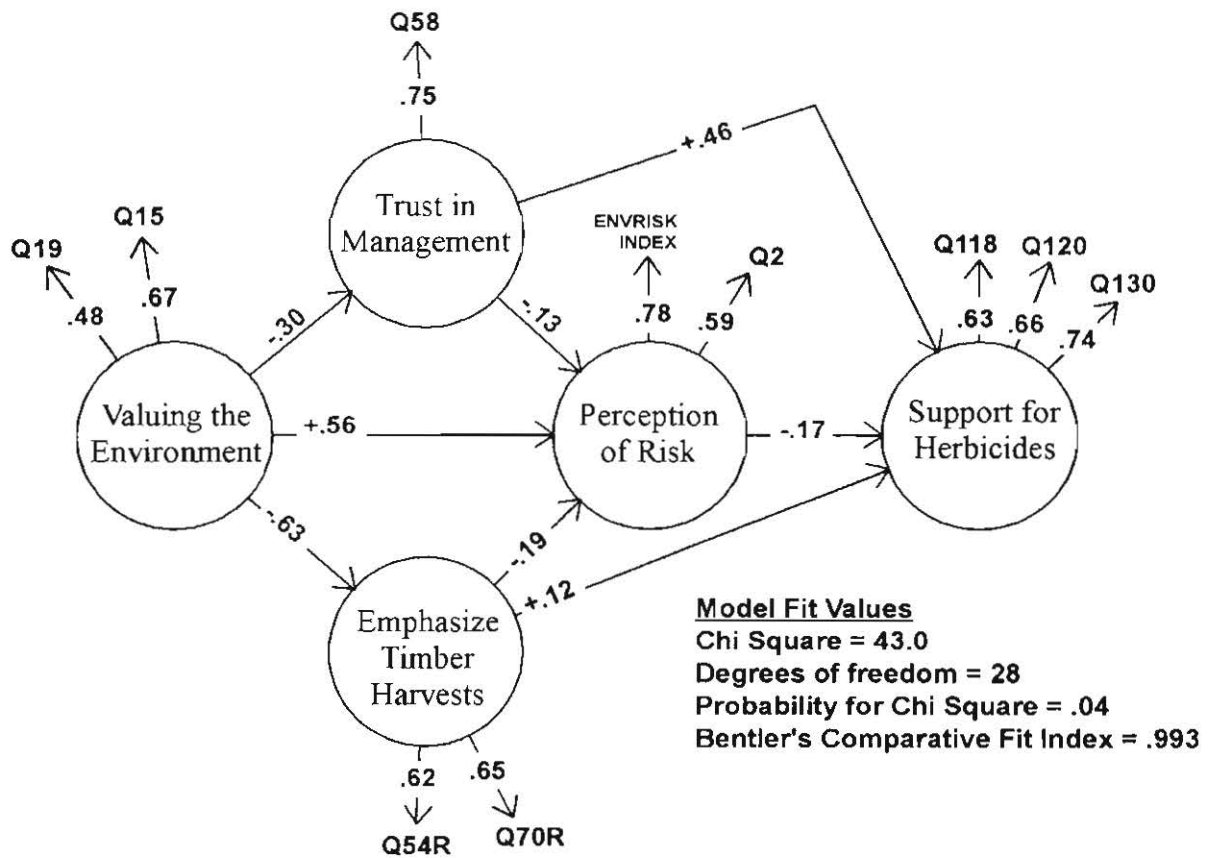 Q58
.75
+.46
Trust in
Management
Q19
Q15
.48
.67
-.30
-.13
ENVRISK
INDEX
Q2
.78
.59
Q118
Q120
Q130
.63
.66
.74
Valuing the
Environment
+.56
Perception
of Risk
-.17
Support for
Herbicides
-.63
-.19
+.12
Emphasize
Timber
Harvests
.62
.65
Q54R
Q70R
Model Fit Values
Chi Square = 43.0
Degrees of freedom = 28
Probability for Chi Square = .04
Bentler's Comparative Fit Index = .993